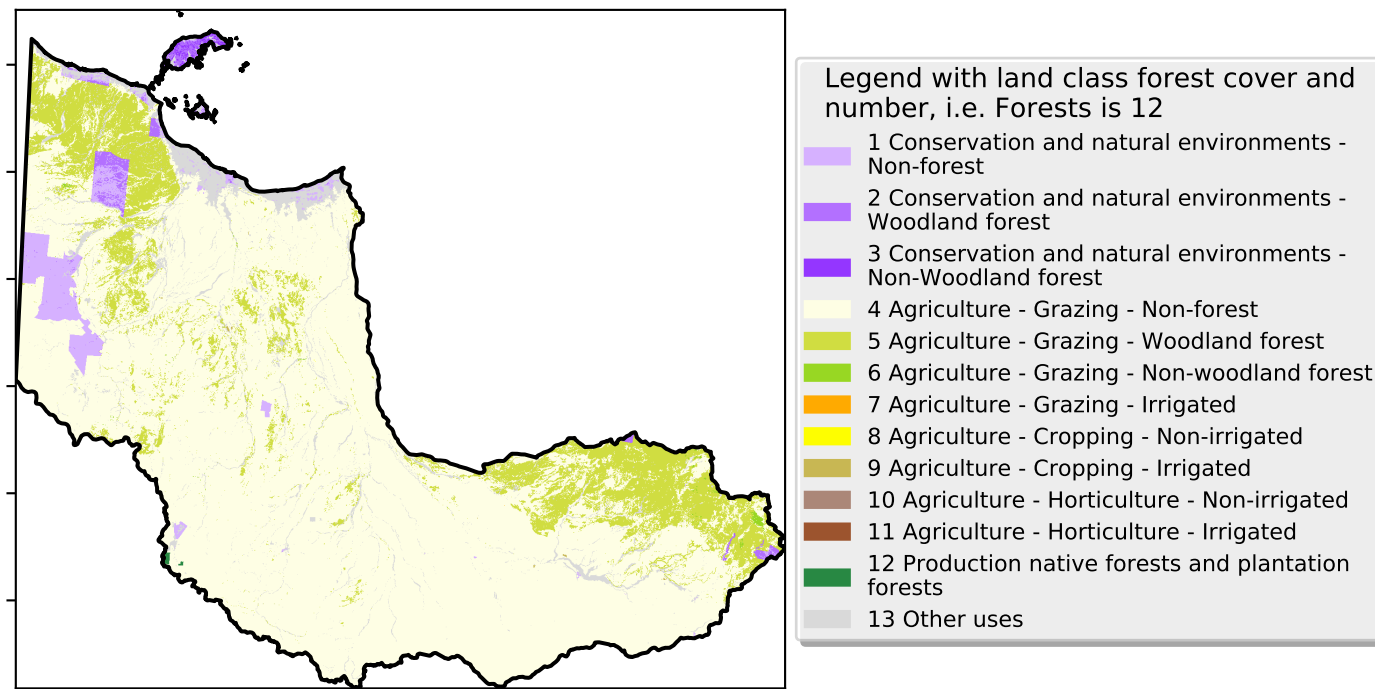 Legend with land class forest cover and
number, i.e. Forests is 12
1 Conservation and natural environments -
Non-forest
2 Conservation and natural environments -
Woodland forest
3 Conservation and natural environments -
Non-Woodland forest
4 Agriculture - Grazing - Non-forest
5 Agriculture - Grazing - Woodland forest
6 Agriculture - Grazing - Non-woodland forest
7 Agriculture - Grazing - Irrigated
8 Agriculture - Cropping - Non-irrigated
9 Agriculture - Cropping - Irrigated
10 Agriculture - Horticulture - Non-irrigated
11 Agriculture - Horticulture - Irrigated
12 Production native forests and plantation
forests
13 Other uses